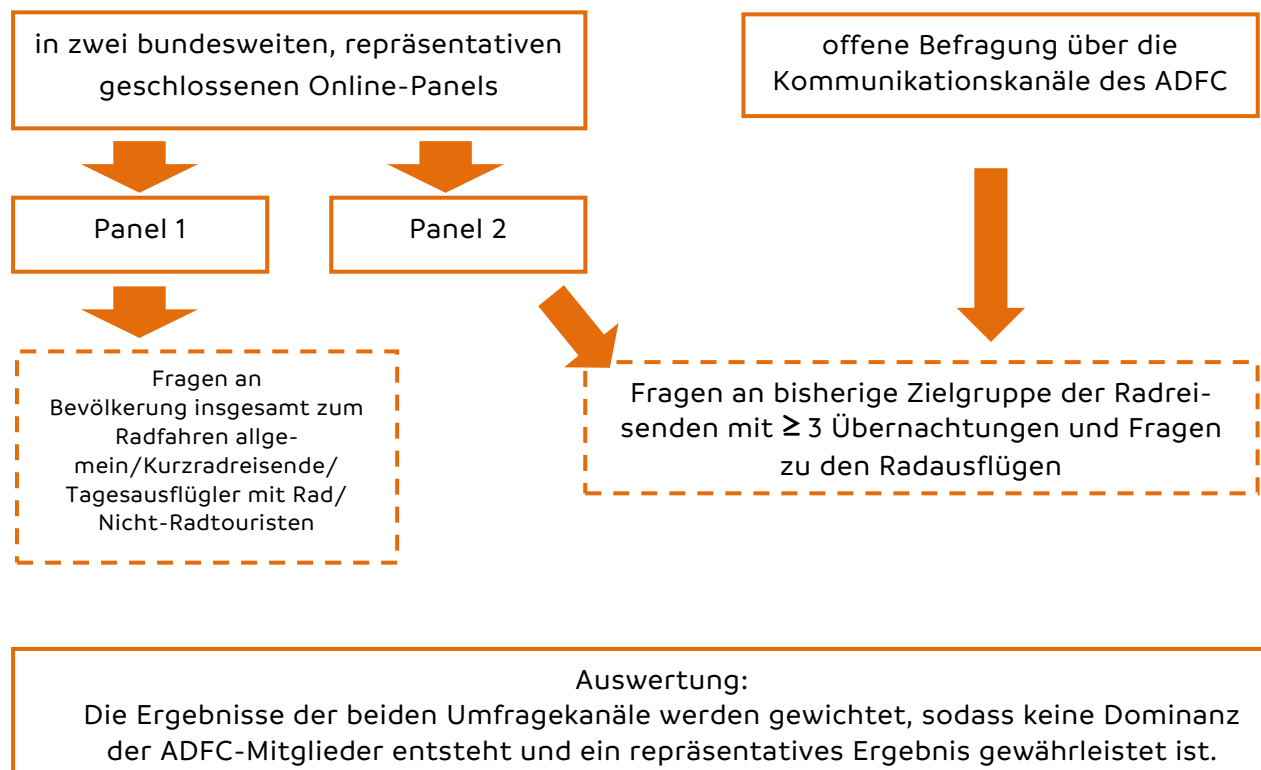 in zwei bundesweiten, repräsentativen
geschlossenen Online-Panels
offene Befragung über die
Kommunikationskanäle des ADFC
Panel 1
Panel 2
Fragen an
Bevölkerung insgesamt zum
Radfahren allge-
mein/Kurzradreisende/
Tagesausflügler mit Rad/
Nicht-Radtouristen
Fragen an bisherige Zielgruppe der Radrei-
senden mit ≥ 3 Übernachtungen und Fragen
zu den Radausflügen
Auswertung:
Die Ergebnisse der beiden Umfragekanäle werden gewichtet, sodass keine Dominanz
der ADFC-Mitglieder entsteht und ein repräsentatives Ergebnis gewährleistet ist.